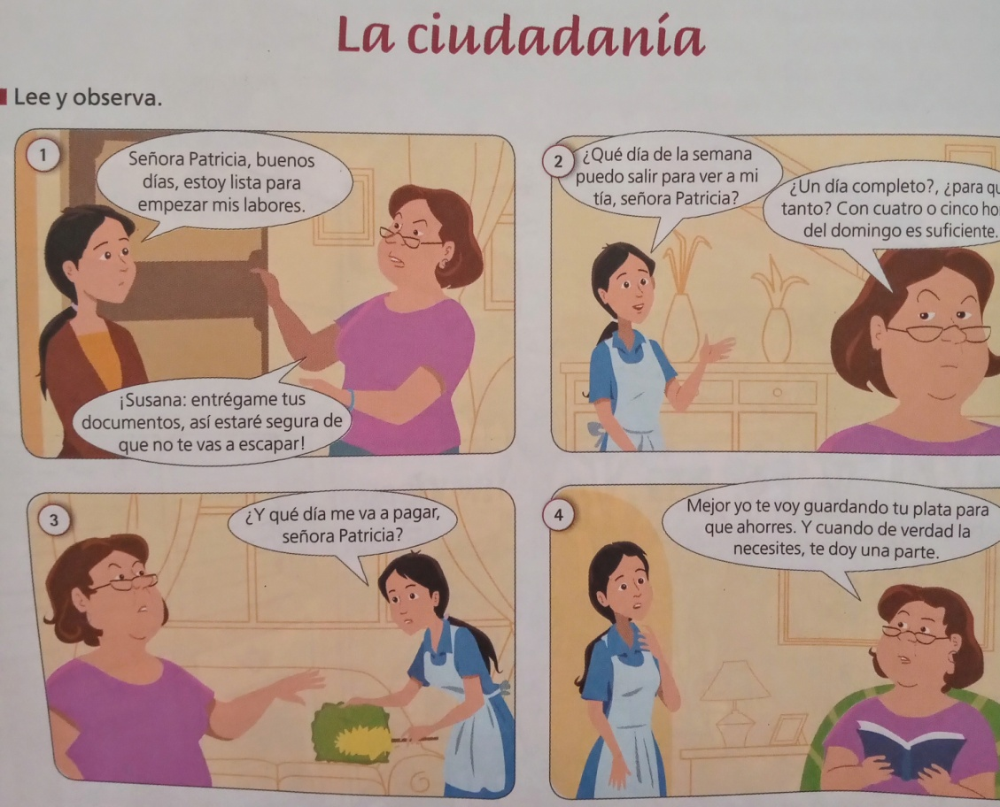 La ciudadanía
Lee y observa.
1
Señora Patricia, buenos
días, estoy lista para
empezar mis labores.
¡Susana: entrégame tus
documentos, así estaré segura de
que no te vas a escapar!
2
¿Qué día de la semana
puedo salir para ver a mi
tía, señora Patricia?
¿Un día completo?, ¿para
tanto? Con cuatro o cinco
del domingo es suficiente.
3
¿Y qué día me va a pagar,
señora Patricia?
4
Mejor yo te voy guardando tu plata para
que ahorres. Y cuando de verdad la
necesites, te doy una parte.